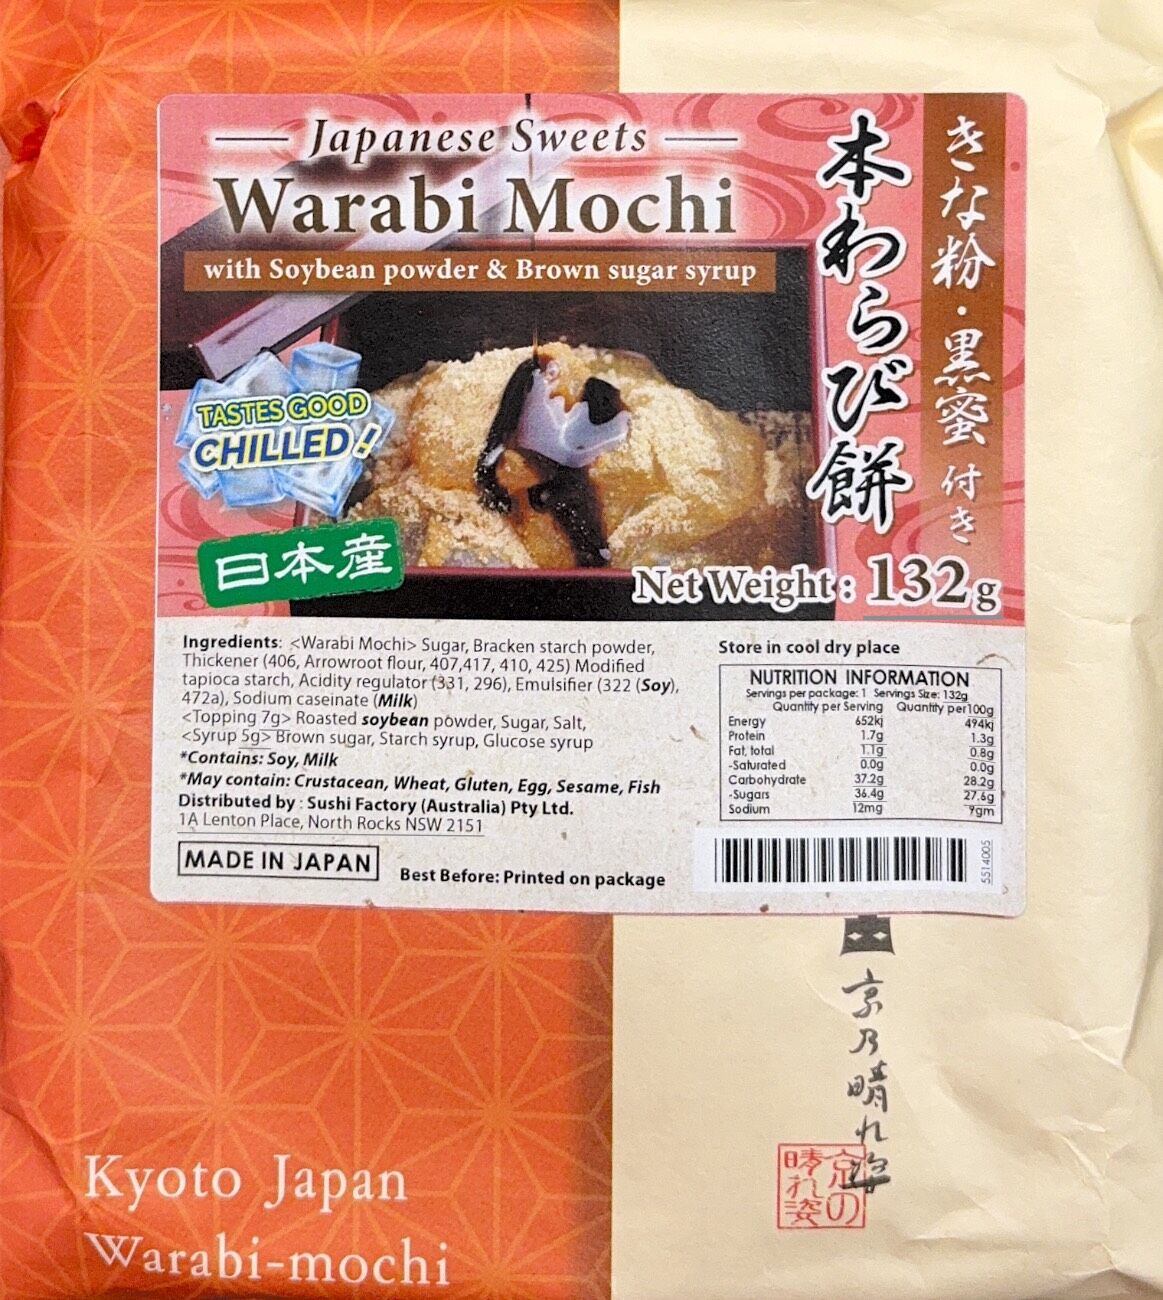 Japanese Sweets
Warabi Mochi
with Soybean powder & Brown sugar syrup
本わらび餅
きな粉・黒蜜付き
TASTES GOOD
CHILLED!
日本産
Net Weight: 132g
Ingredients: <Warabi Mochi> Sugar, Bracken starch powder,
Thickener (406, Arrowroot flour, 407,417, 410, 425) Modified
tapioca starch, Acidity regulator (331, 296), Emulsifier (322 (Soy),
472a), Sodium caseinate (Milk)
<Topping 7g> Roasted soybean powder, Sugar, Salt,
<Syrup 5g> Brown sugar, Starch syrup, Glucose syrup
*Contains: Soy, Milk
*May contain: Crustacean, Wheat, Gluten, Egg, Sesame, Fish
Distributed by : Sushi Factory (Australia) Pty Ltd.
1A Lenton Place, North Rocks NSW 2151
MADE IN JAPAN
Best Before: Printed on package
Store in cool dry place
NUTRITION INFORMATION
Servings per package: 1 Servings Size: 132g
Quantity per Serving Quantity per100g
Energy 652kj 494kj
Protein 1.7g 1.3g
Fat, total 1.1g 0.8g
-Saturated 0.0g 0.0g
Carbohydrate 37.2g 28.2g
-Sugars 36.4g 27.6g
Sodium 12mg 9gm
5514005
京乃晴れ姿
京の
晴れ姿
Kyoto Japan
Warabi-mochi